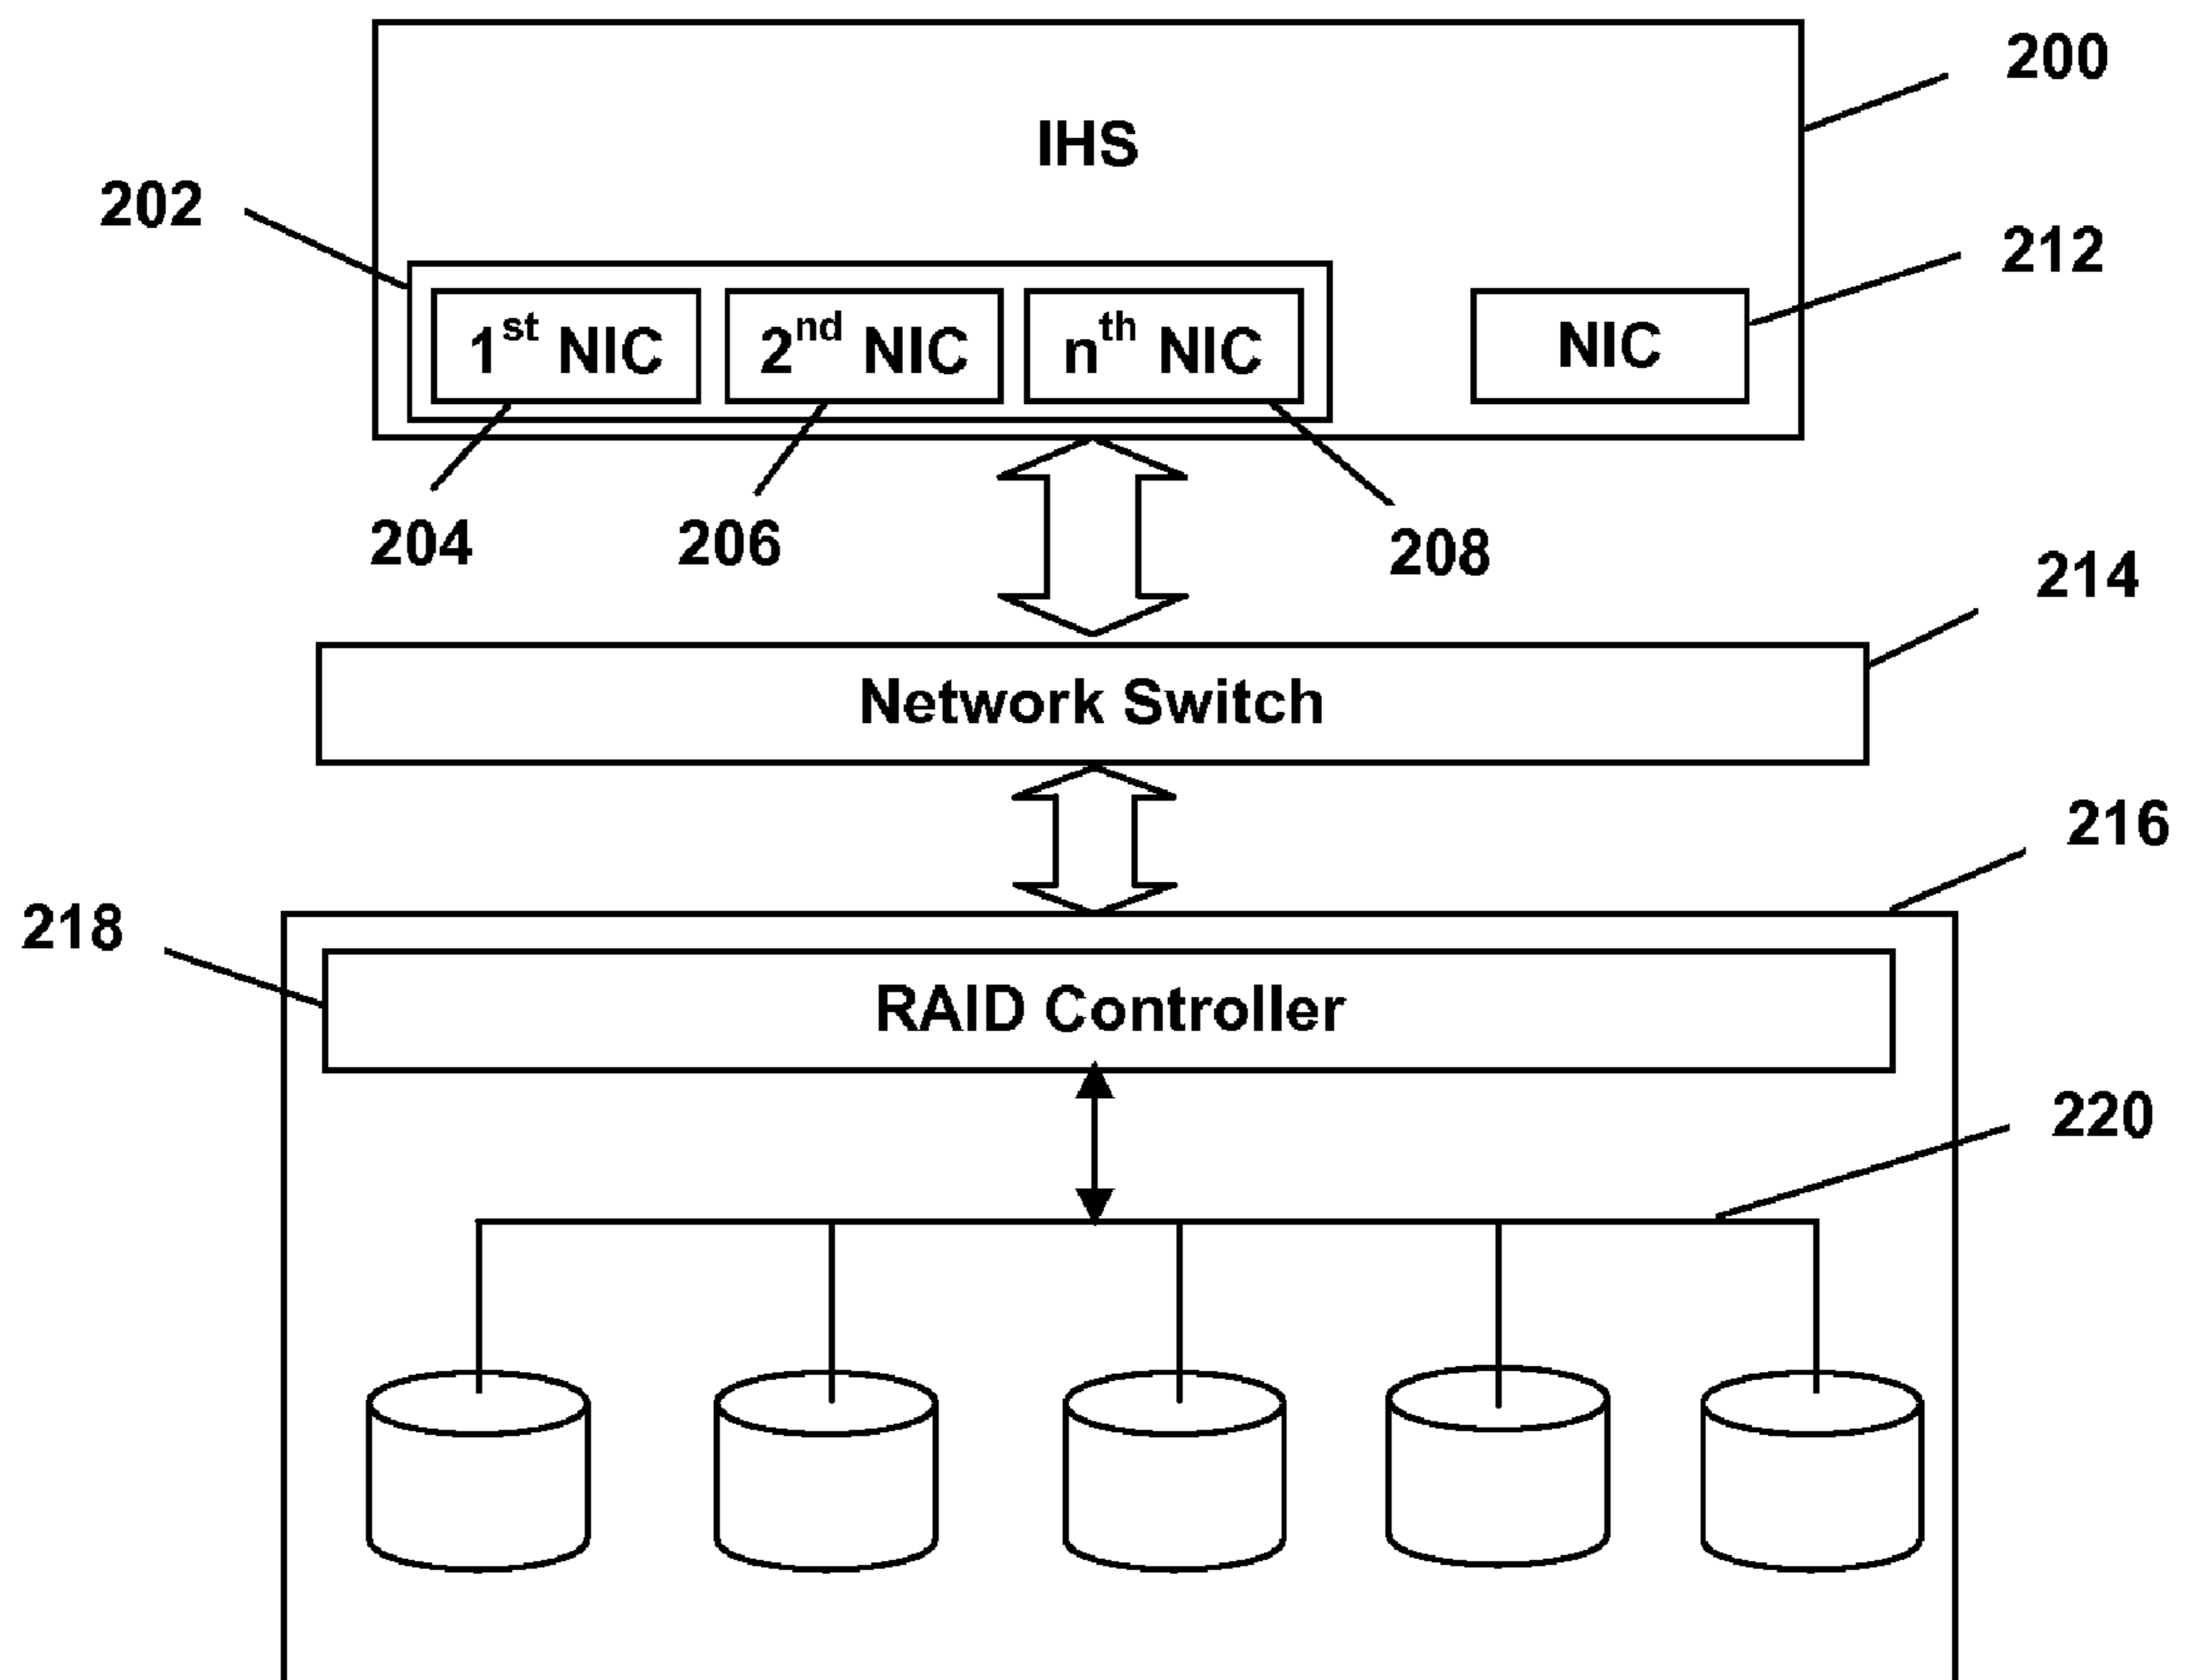 200
IHS
202
212
1st NIC
2nd NIC
nth NIC
NIC
204
206
208
214
Network Switch
216
218
RAID Controller
220